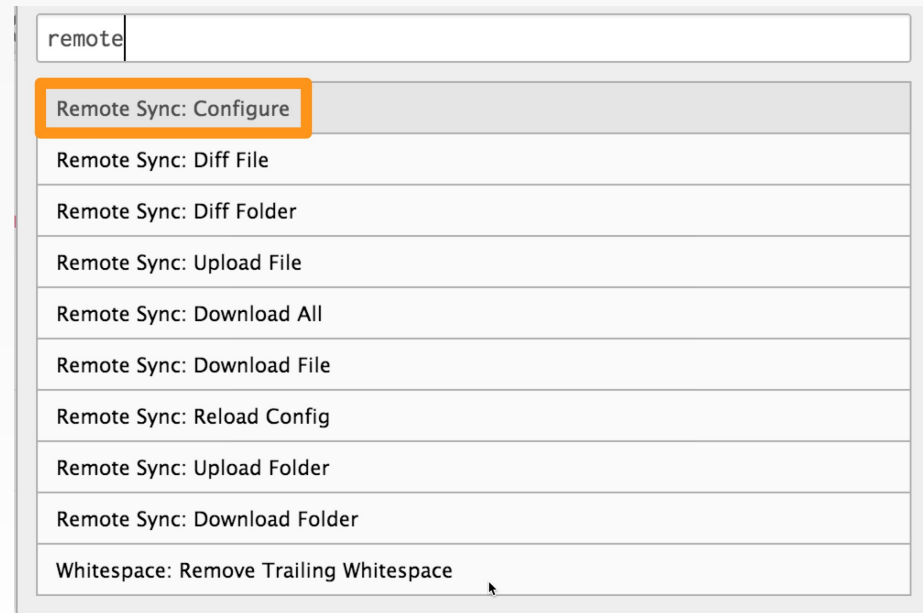 remote
Remote Sync: Configure
Remote Sync: Diff File
Remote Sync: Diff Folder
Remote Sync: Upload File
Remote Sync: Download All
Remote Sync: Download File
Remote Sync: Reload Config
Remote Sync: Upload Folder
Remote Sync: Download Folder
Whitespace: Remove Trailing Whitespace